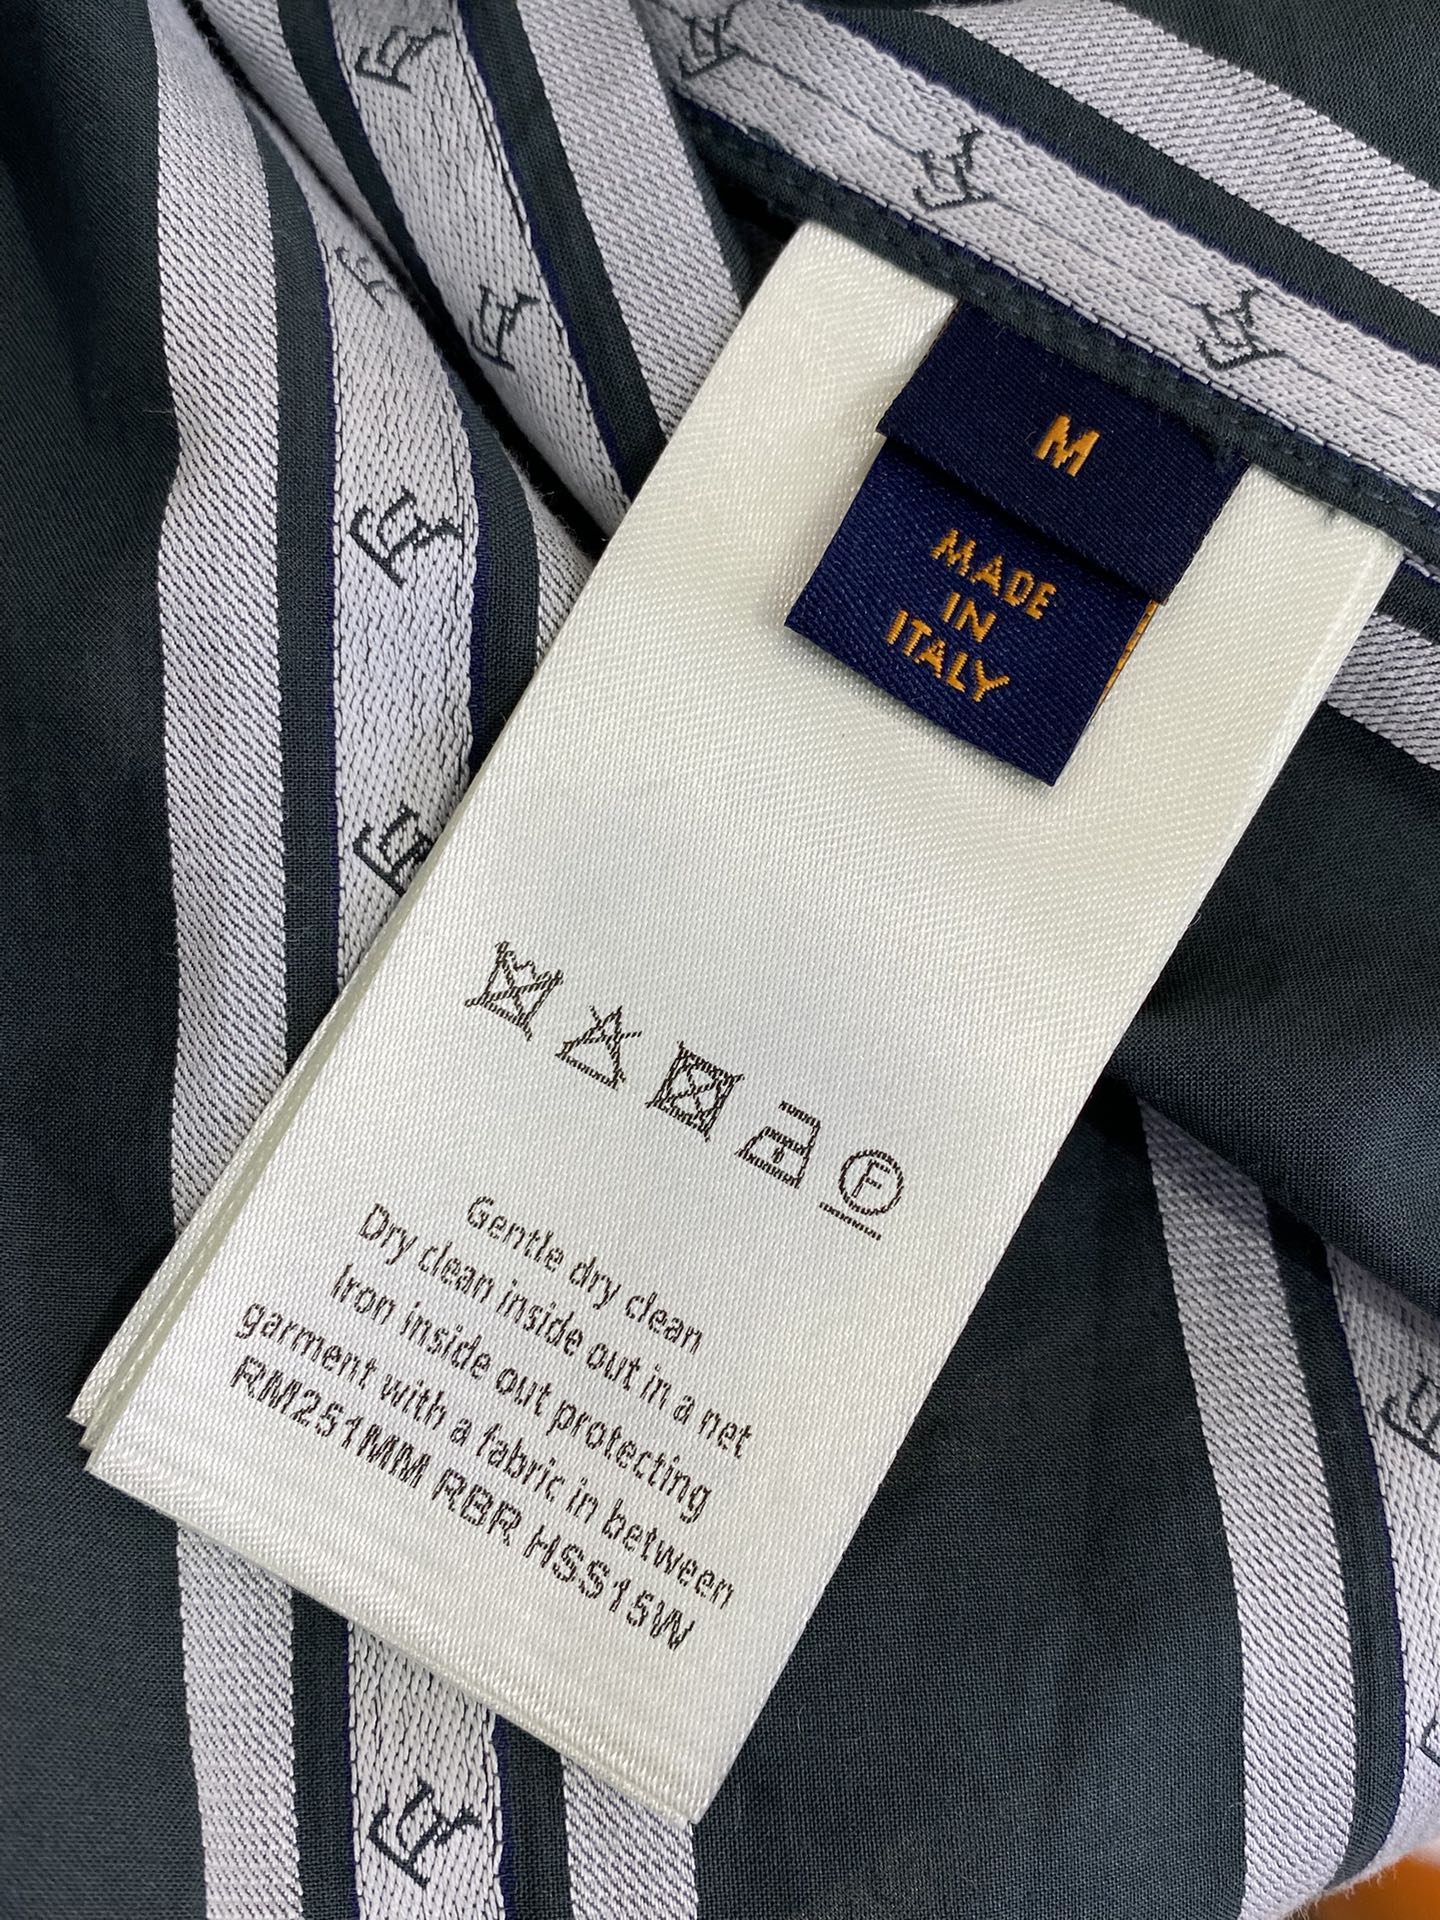 M
MADE
IN
ITALY
F
Gentle dry clean
Dry clean inside out in a net
Iron inside out protecting
garment with a fabric in between
RM251MM RBR HSS15W